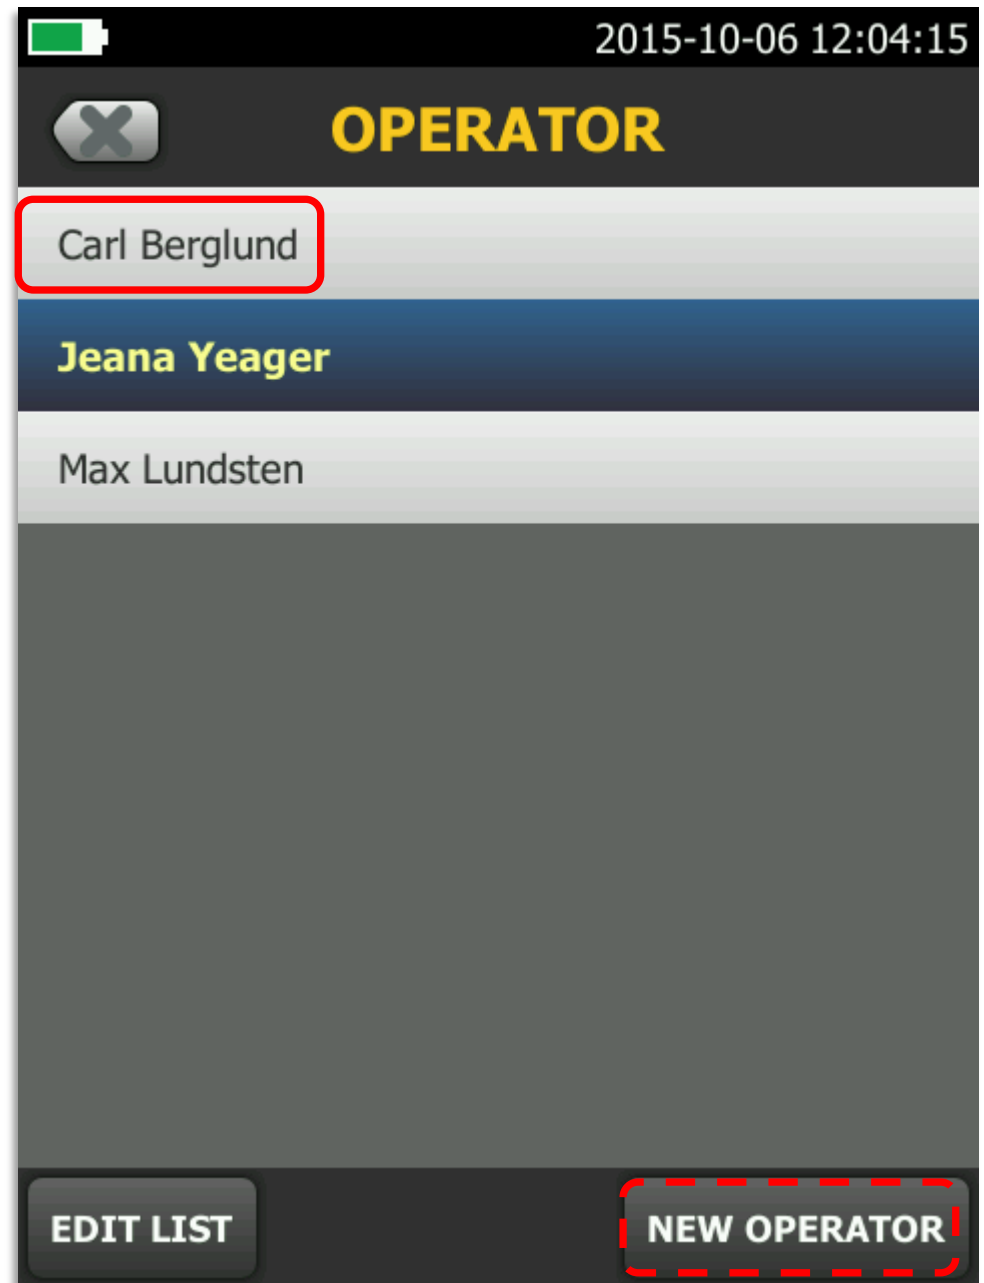 2015-10-06 12:04:15
OPERATOR
Carl Berglund
Jeana Yeager
Max Lundsten
EDIT LIST
NEW OPERATOR